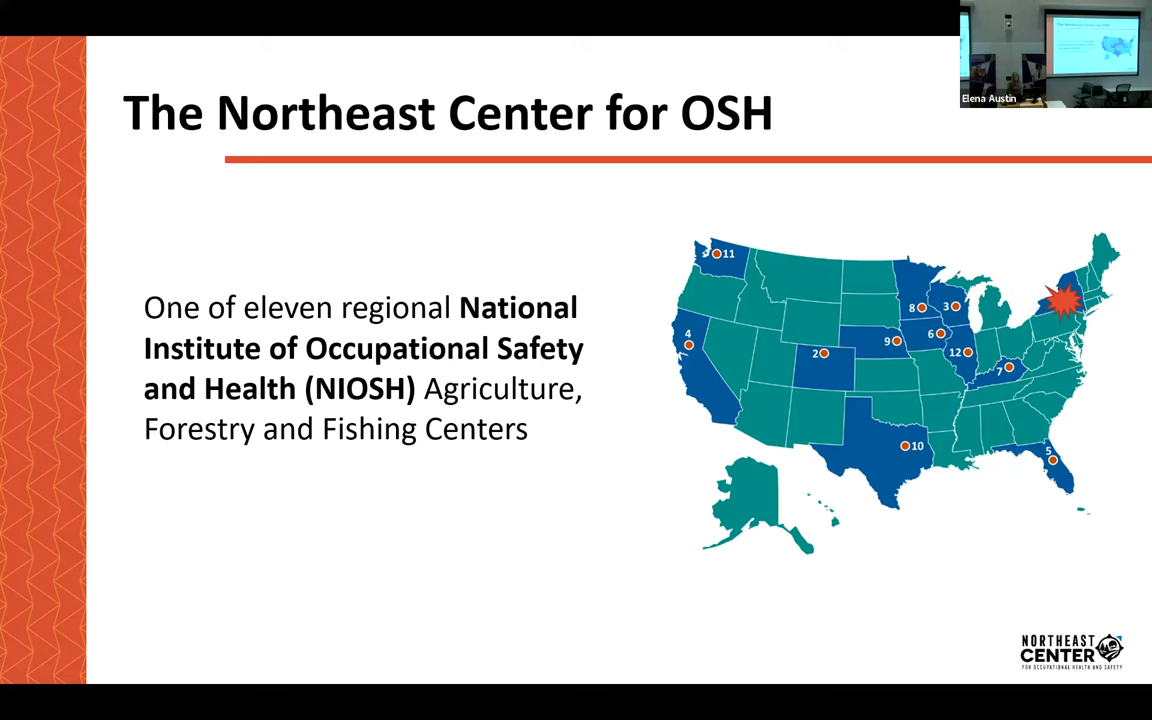 The Northeast Center for OSH
Elena Austin
One of eleven regional National
Institute of Occupational Safety
and Health (NIOSH) Agriculture,
Forestry and Fishing Centers
11
8
3
4
9
6
2
12
7
10
5
NORTHEAST
CENTER
FOR OCCUPATIONAL HEALTH AND SAFETY